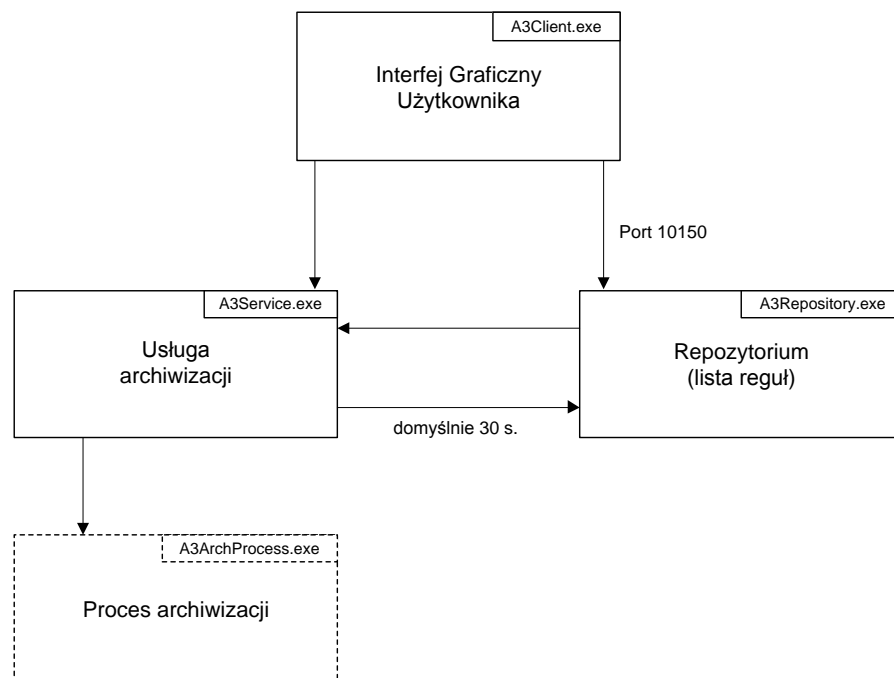 A3Client.exe
Interfej Graficzny
Użytkownika
Port 10150
A3Service.exe
Usługa
archiwizacji
A3Repository.exe
Repozytorium
(lista reguł)
domyślnie 30 s.
A3ArchProcess.exe
Proces archiwizacji